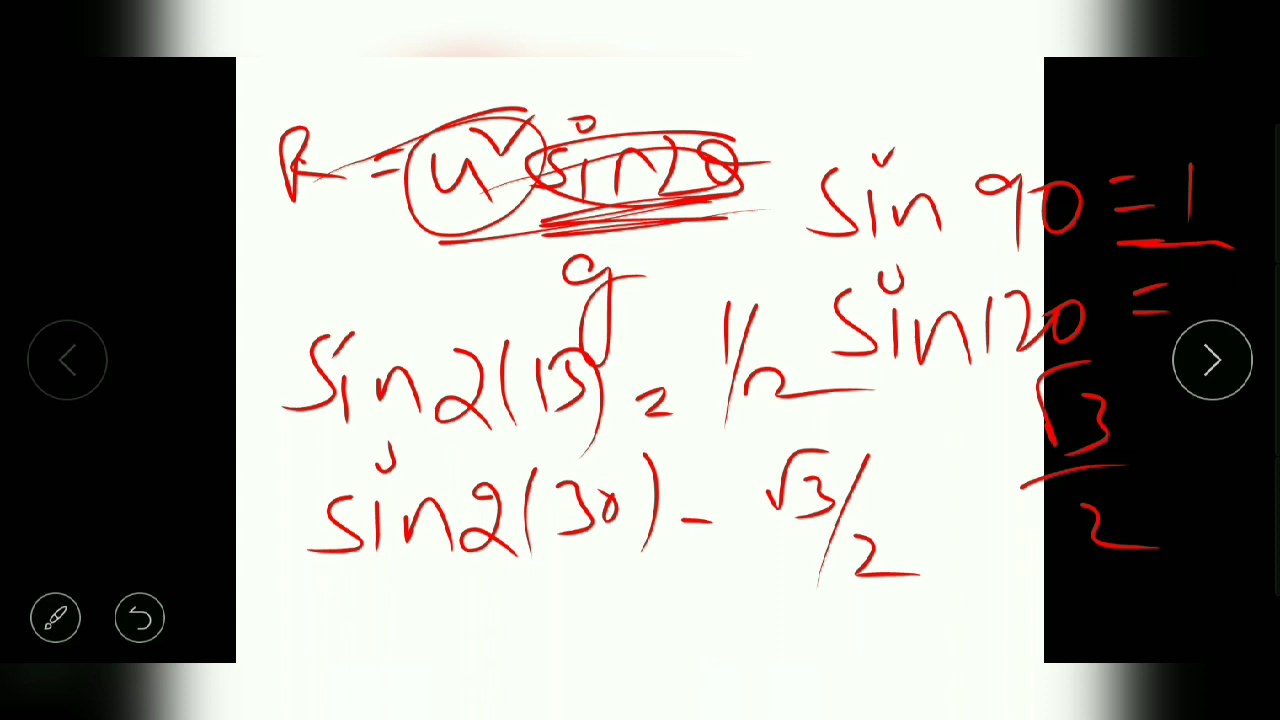 R = u² sin2θ
g
sin2(15) = 1/2
sin2(30) = √3/2
sin 90 = 1
sin120 =
√3
2